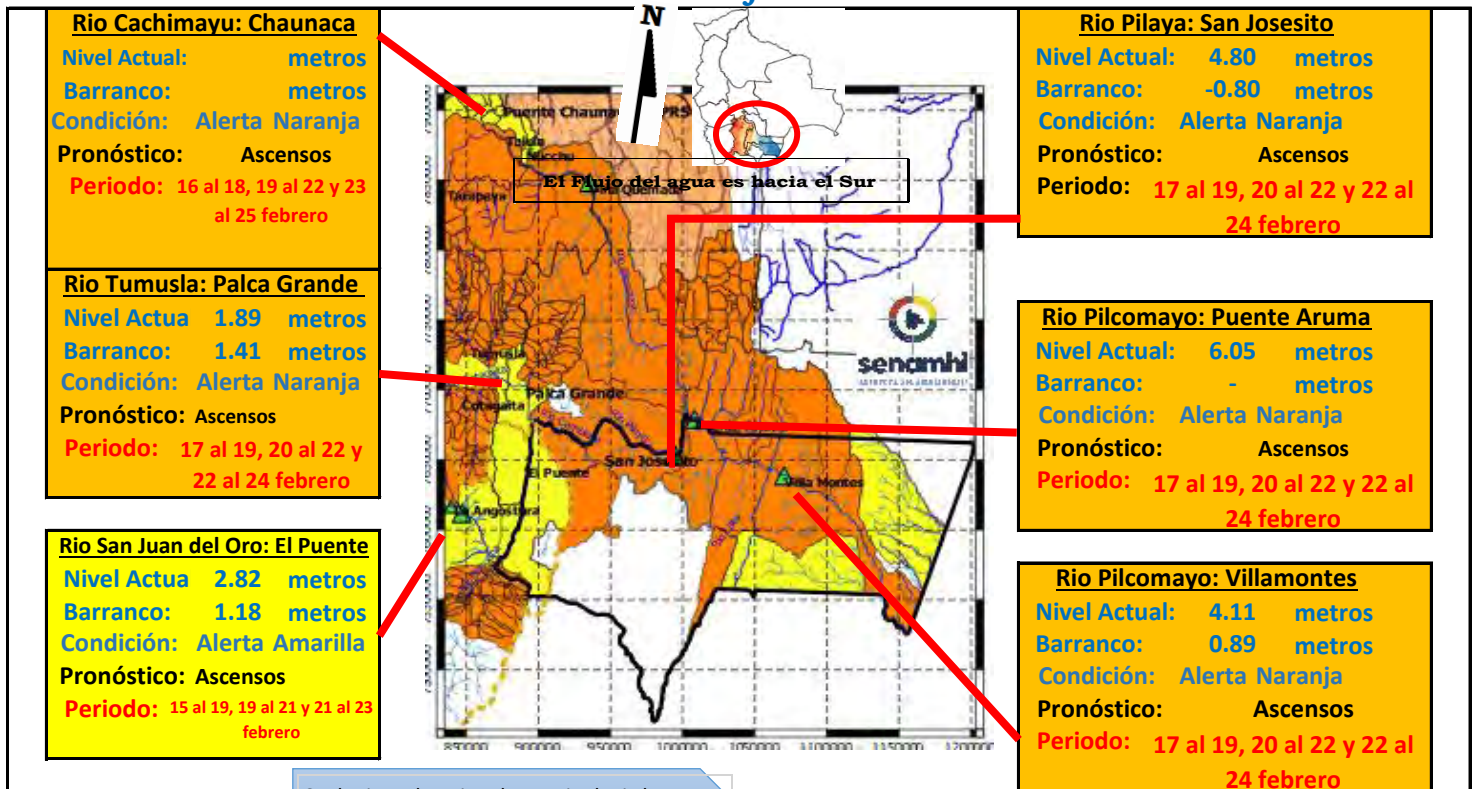 Rio Cachimayu: Chaunaca
Nivel Actual: metros
Barranco: metros
Condición: Alerta Naranja
Pronóstico: Ascensos
Periodo: 16 al 18, 19 al 22 y 23
al 25 febrero
Rio Tumusla: Palca Grande
Nivel Actua 1.89 metros
Barranco: 1.41 metros
Condición: Alerta Naranja
Pronóstico: Ascensos
Periodo: 17 al 19, 20 al 22 y
22 al 24 febrero
Rio San Juan del Oro: El Puente
Nivel Actua 2.82 metros
Barranco: 1.18 metros
Condición: Alerta Amarilla
Pronóstico: Ascensos
Periodo: 15 al 19, 19 al 21 y 21 al 23
febrero
N
Puente Chauna
Talula
Ñucchu
El Flujo del agua es hacia el Sur
Tarapaya
senamhi
Tumusla
Palca Grande
Cotagaita
San Josesito
El Puente
Villa Montes
La Angostura
850000 900000 950000 1000000 1050000 1100000 1150000 1200000
Rio Pilaya: San Josesito
Nivel Actual: 4.80 metros
Barranco: -0.80 metros
Condición: Alerta Naranja
Pronóstico: Ascensos
Periodo: 17 al 19, 20 al 22 y 22 al
24 febrero
Rio Pilcomayo: Puente Aruma
Nivel Actual: 6.05 metros
Barranco: - metros
Condición: Alerta Naranja
Pronóstico: Ascensos
Periodo: 17 al 19, 20 al 22 y 22 al
24 febrero
Rio Pilcomayo: Villamontes
Nivel Actual: 4.11 metros
Barranco: 0.89 metros
Condición: Alerta Naranja
Pronóstico: Ascensos
Periodo: 17 al 19, 20 al 22 y 22 al
24 febrero